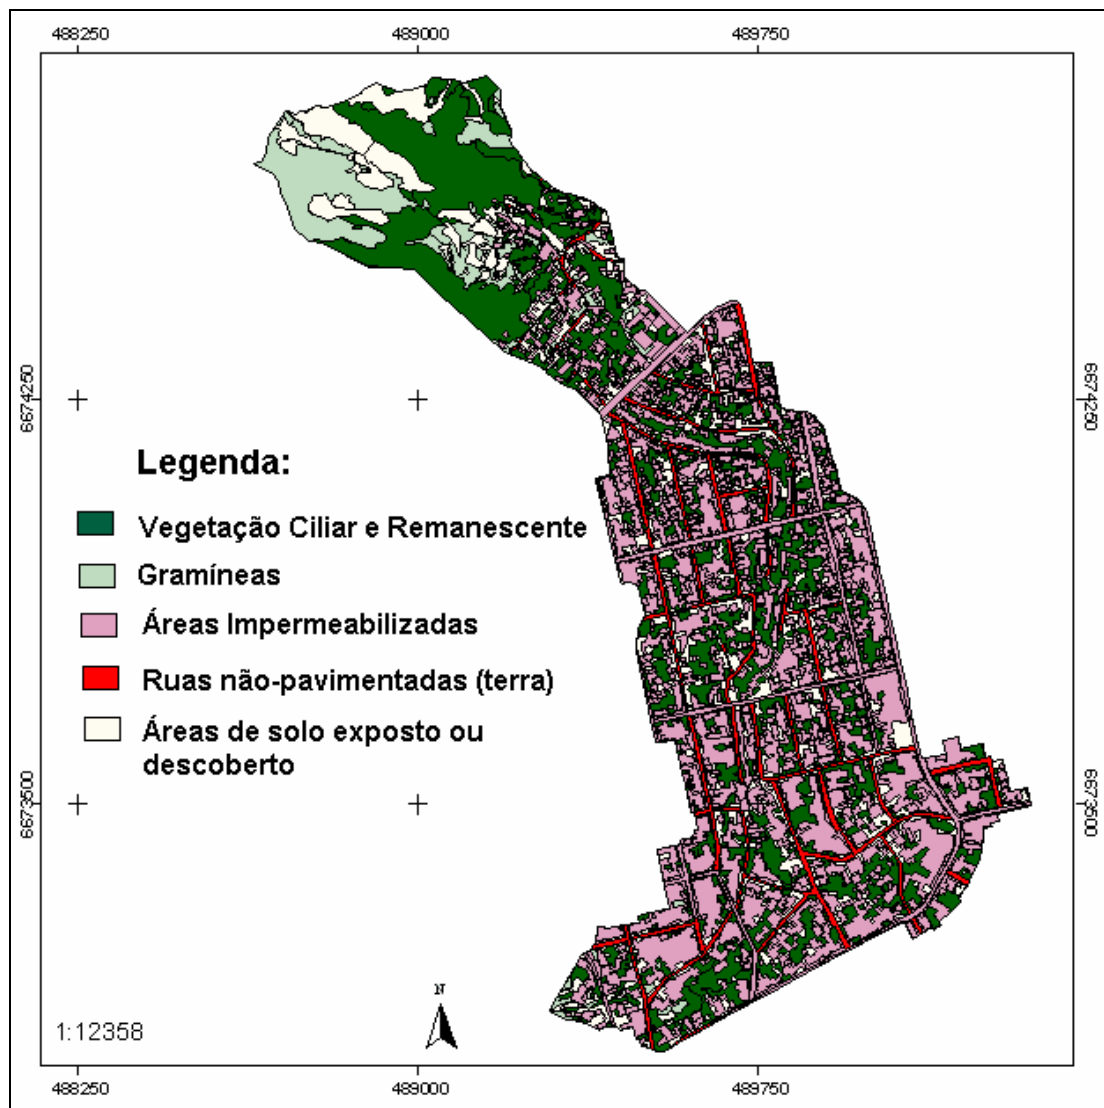 488250 489000 489750
6674250 6674250
Legenda:
Vegetação Ciliar e Remanescente
Gramíneas
Áreas Impermeabilizadas
Ruas não-pavimentadas (terra)
Áreas de solo exposto ou
descoberto
6673500 6673500
N
1:12358
488250 489000 489750